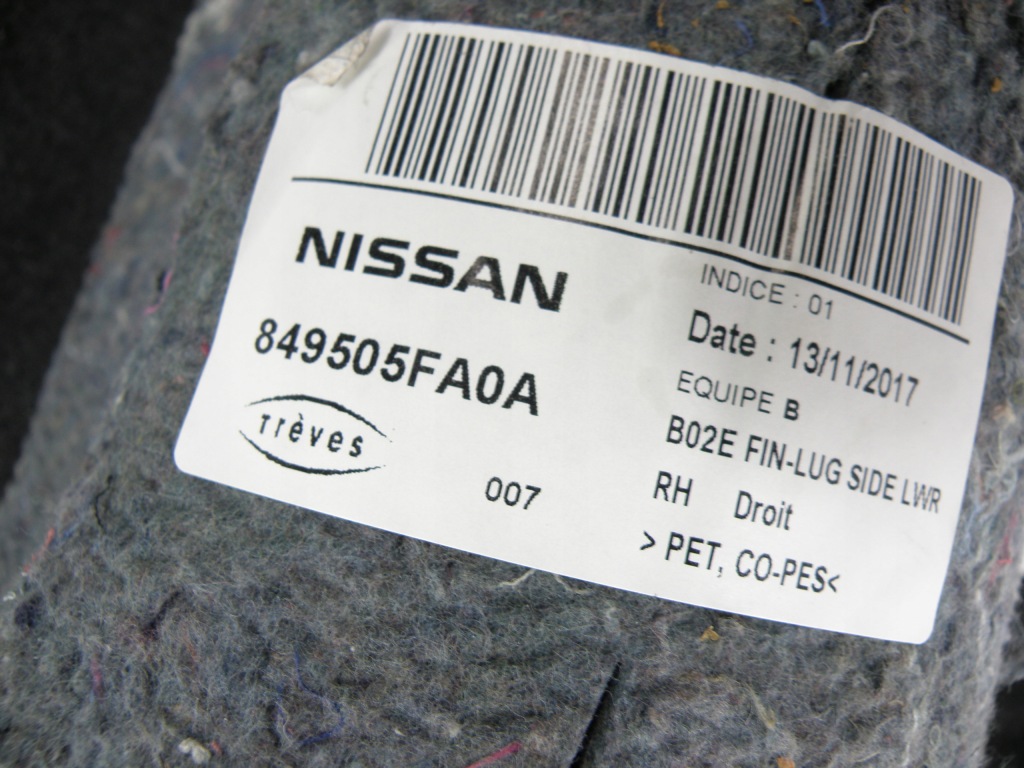 NISSAN
849505FA0A
Trèves
007
INDICE : 01
Date : 13/11/2017
EQUIPE B
B02E FIN-LUG SIDE LWR
RH Droit
> PET, CO-PES<